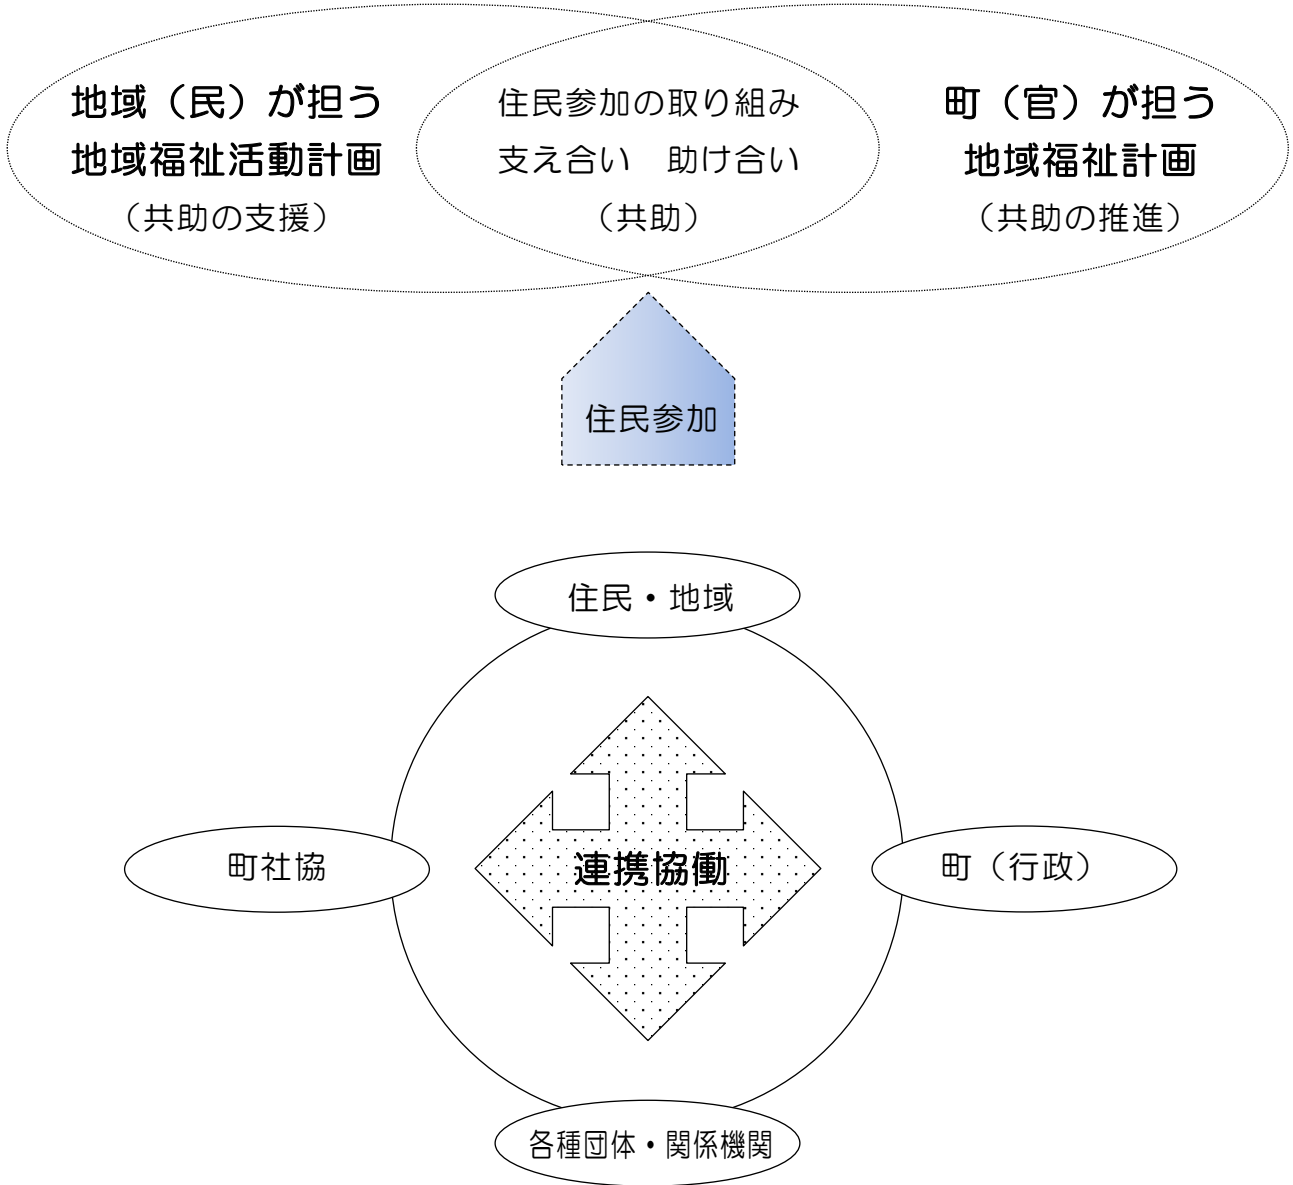 地域（民）が担う
地域福祉活動計画
（共助の支援）
住民参加の取り組み
支え合い　助け合い
（共助）
町（官）が担う
地域福祉計画
（共助の推進）
住民参加
住民・地域
町社協
連携協働
町（行政）
各種団体・関係機関